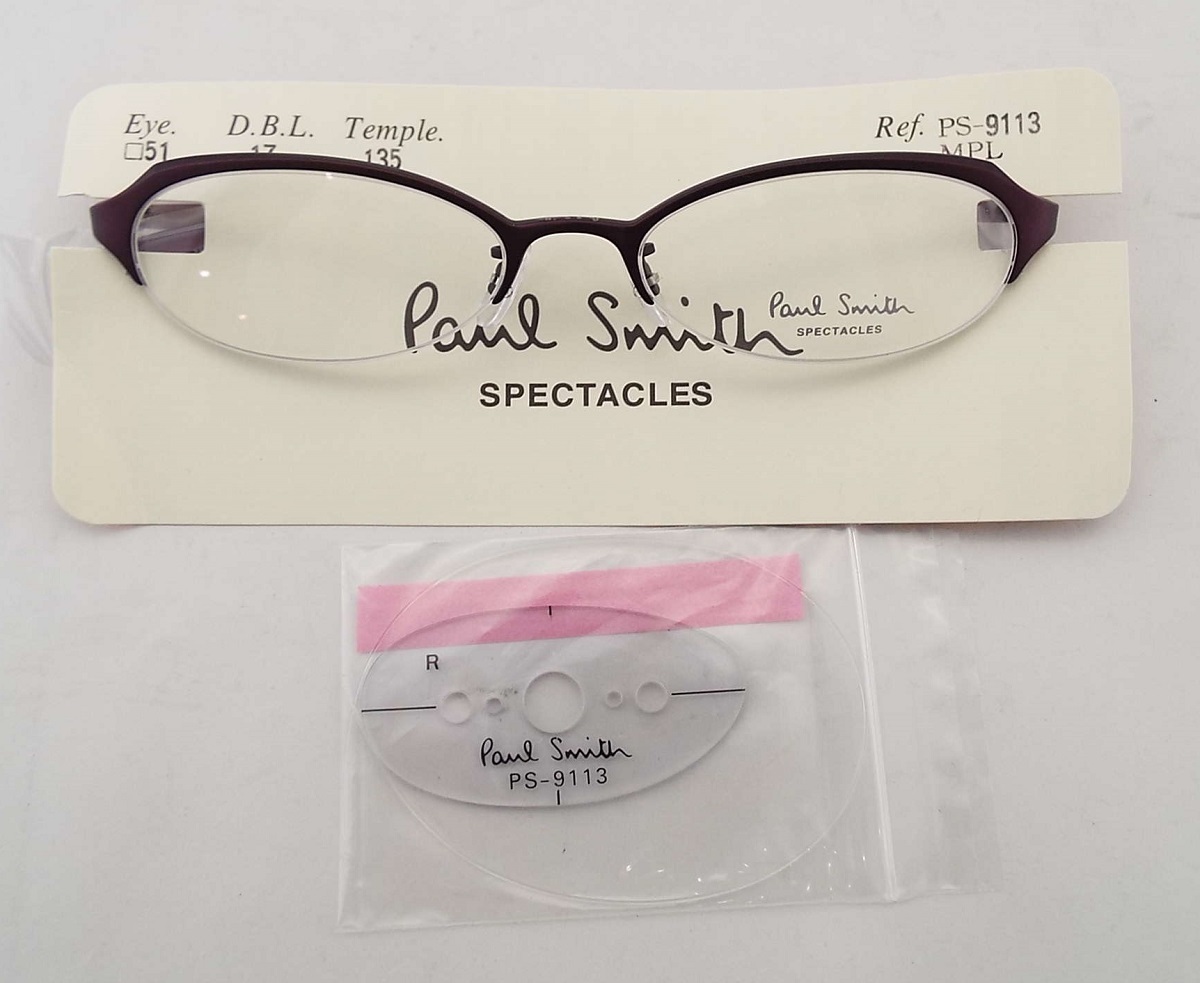 Eye. D.B.L. Temple. Ref. PS-9113
□51 17 135 MPL
Paul Smith
SPECTACLES
Paul Smith
SPECTACLES
R
Paul Smith
PS-9113